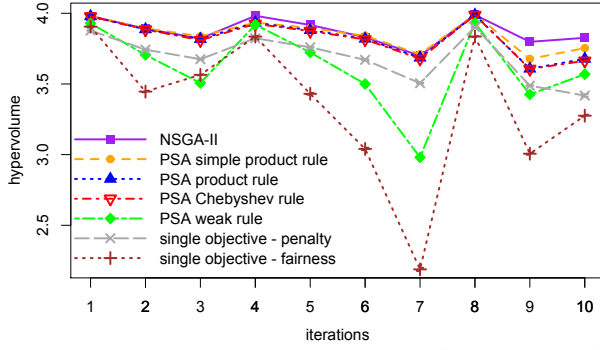 4.0
3.5
3.0
2.5
hypervolume
NSGA-II
PSA simple product rule
PSA product rule
PSA Chebyshev rule
PSA weak rule
single objective - penalty
single objective - fairness
1 2 3 4 5 6 7 8 9 10
iterations